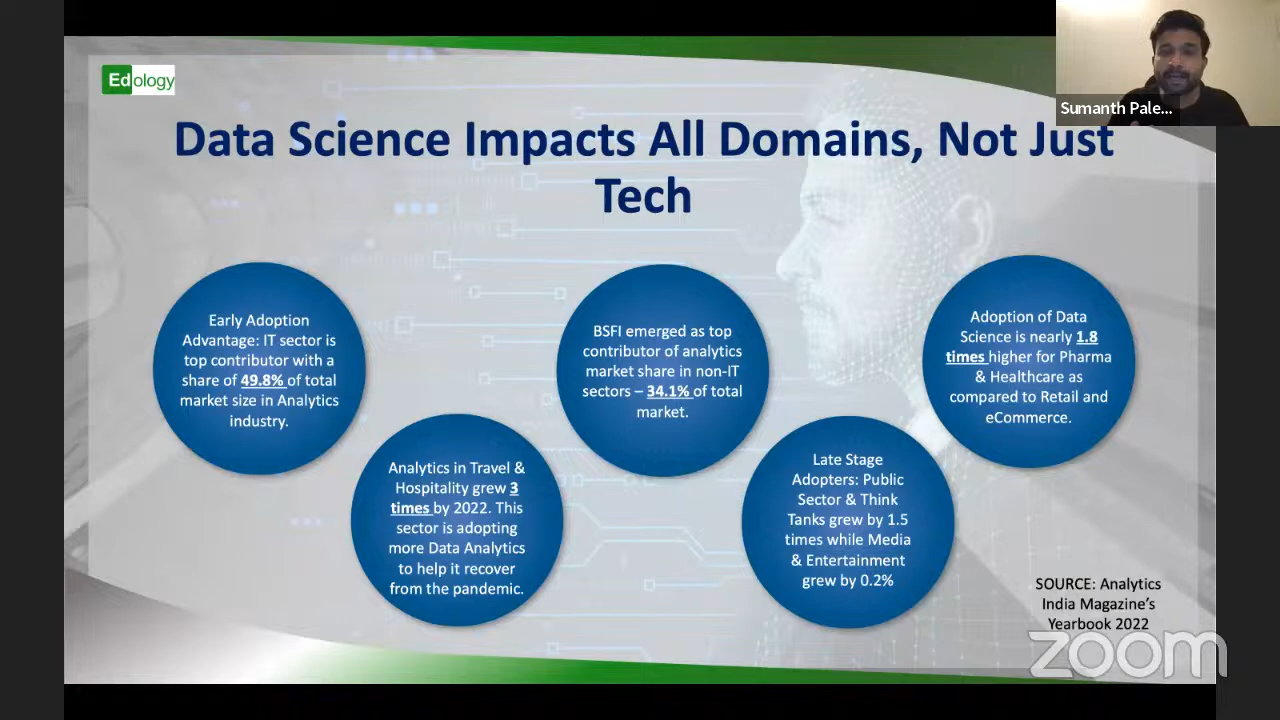 Edology
Sumanth Pale...
Data Science Impacts All Domains, Not Just
Tech
Early Adoption
Advantage: IT sector is
top contributor with a
share of 49.8% of total
market size in Analytics
industry.
Analytics in Travel &
Hospitality grew 3
times by 2022. This
sector is adopting
more Data Analytics
to help it recover
from the pandemic.
BSFI emerged as top
contributor of analytics
market share in non-IT
sectors – 34.1% of total
market.
Late Stage
Adopters: Public
Sector & Think
Tanks grew by 1.5
times while Media
& Entertainment
grew by 0.2%
Adoption of Data
Science is nearly 1.8
times higher for Pharma
& Healthcare as
compared to Retail and
eCommerce.
SOURCE: Analytics
India Magazine’s
Yearbook 2022
zoom